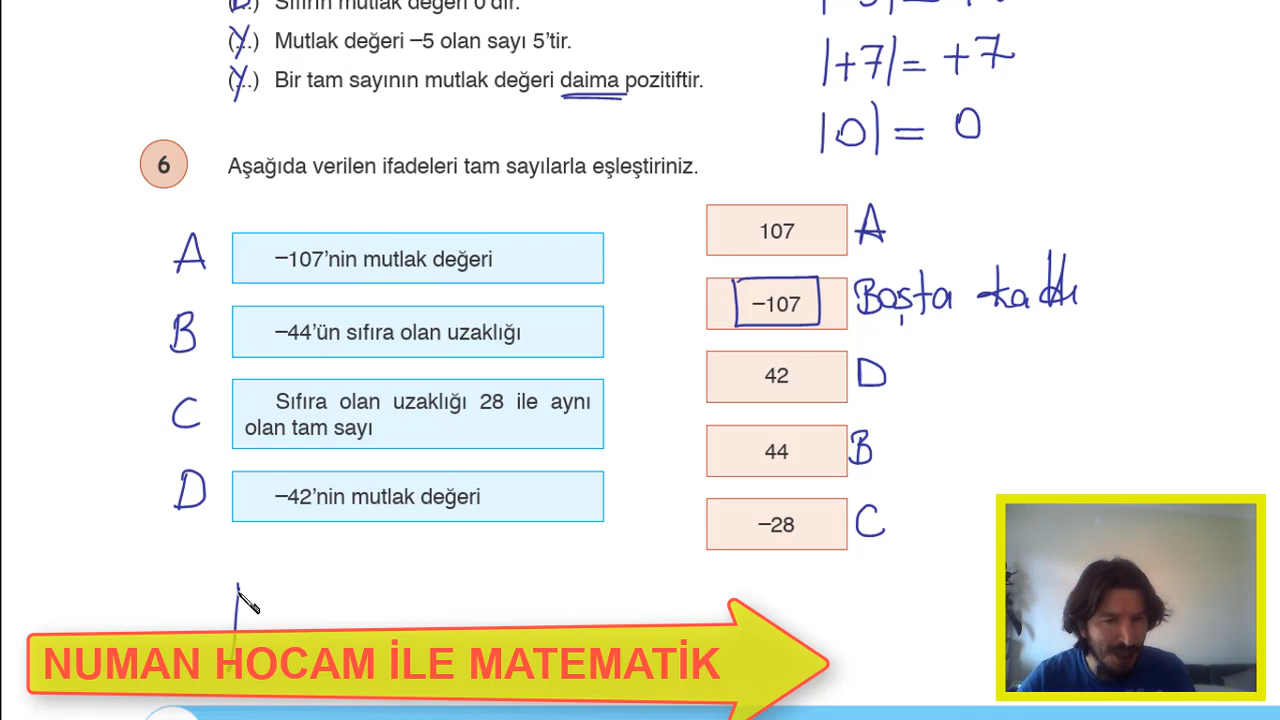 (D) Sıfırın mutlak değeri 0'dır.
(Y) Mutlak değeri –5 olan sayı 5'tir.
(Y) Bir tam sayının mutlak değeri daima pozitiftir.
|+7| = +7
|0| = 0
6 Aşağıda verilen ifadeleri tam sayılarla eşleştiriniz.
A –107'nin mutlak değeri
B –44'ün sıfıra olan uzaklığı
C Sıfıra olan uzaklığı 28 ile aynı
olan tam sayı
D –42'nin mutlak değeri
107 A
–107 Boşta kaldı
42 D
44 B
–28 C
NUMAN HOCAM İLE MATEMATİK